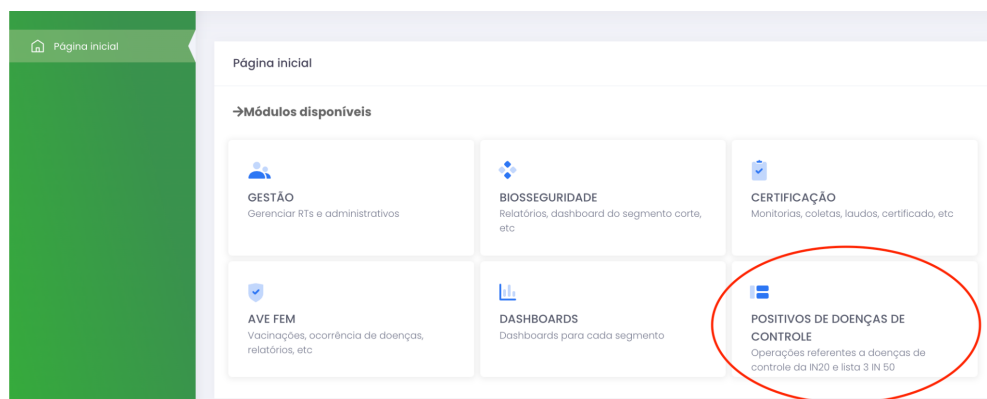 Página inicial
Página inicial
→Módulos disponíveis
GESTÃO
Gerenciar RTs e administrativos
BIOSSEGURIDADE
Relatórios, dashboard do segmento corte,
etc
CERTIFICAÇÃO
Monitorias, coletas, laudos, certificado, etc
AVE FEM
Vacinações, ocorrência de doenças,
relatórios, etc
DASHBOARDS
Dashboards para cada segmento
POSITIVOS DE DOENÇAS DE
CONTROLE
Operações referentes a doenças de
controle da IN20 e lista 3 IN 50